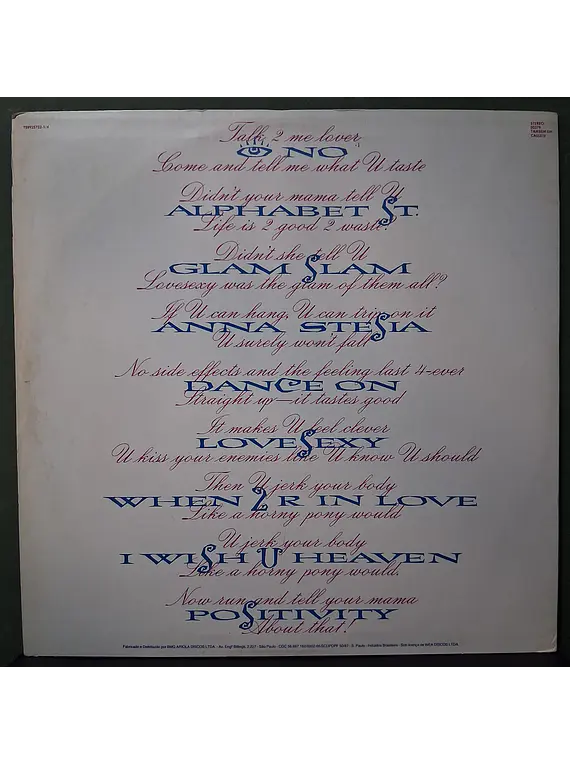 Talk 2 me lover
NO
Come and tell me what U taste
Didn't your mama tell U
ALPHABET St.
Life is 2 good 2 waste!
Didn't she tell U
GLAM SLAM
Lovesexy was the glam of them all?
If U can hang, U can trip on it
ANNA STESIA
U surely won't fall
No side effects and the feeling last 4-ever
DANCE ON
Straight up—it tastes good
It makes U feel clever
LOVESEXY
U kiss your enemies like U know U should
Then U jerk your body
WHEN 2 R IN LOVE
Like a horny pony would
U jerk your body
I WISH U HEAVEN
Like a horny pony would.
Now run and tell your mama
POSITIVITY
About that!